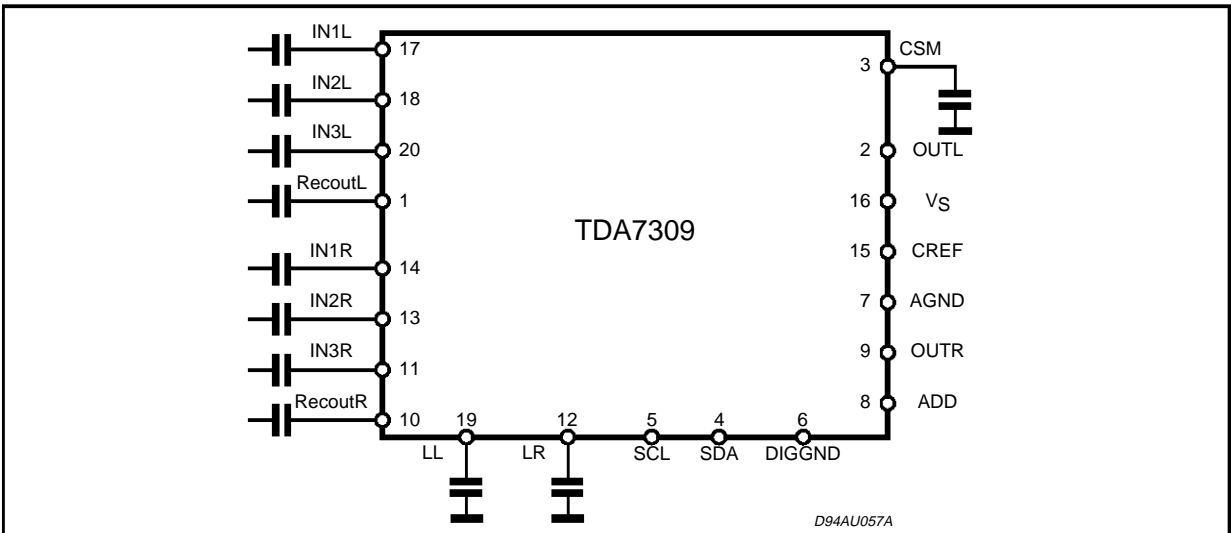 IN1L
17
IN2L
18
IN3L
20
RecoutL
1
IN1R
14
IN2R
13
IN3R
11
RecoutR
10
TDA7309
CSM
3
2 OUTL
16 VS
15 CREF
7 AGND
9 OUTR
8 ADD
19 12 5 4 6
LL LR SCL SDA DIGGND
D94AU057A